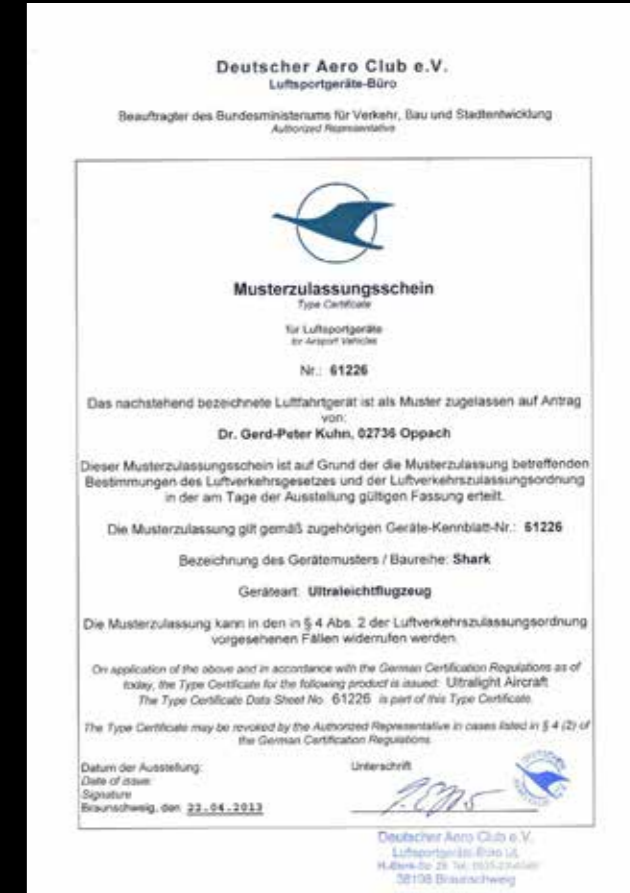 Deutscher Aero Club e.V.
Luftsportgeräte-Büro
Beauftragter des Bundesministeriums für Verkehr, Bau und Stadtentwicklung
Authorized Representative
Musterzulassungsschein
Type Certificate
für Luftsportgeräte
for Airsport Vehicles
Nr.: 61226
Das nachstehend bezeichnete Luftfahrtgerät ist als Muster zugelassen auf Antrag
von:
Dr. Gerd-Peter Kuhn, 02736 Oppach
Dieser Musterzulassungsschein ist auf Grund der die Musterzulassung betreffenden
Bestimmungen des Luftverkehrsgesetzes und der Luftverkehrszulassungsordnung
in der am Tage der Ausstellung gültigen Fassung erteilt.
Die Musterzulassung gilt gemäß zugehörigen Geräte-Kennblatt-Nr.: 61226
Bezeichnung des Gerätemusters / Baureihe: Shark
Geräteart: Ultraleichtflugzeug
Die Musterzulassung kann in den in § 4 Abs. 2 der Luftverkehrszulassungsordnung
vorgesehenen Fällen widerrufen werden.
On application of the above and in accordance with the German Certification Regulations as of
today, the Type Certificate for the following product is issued: Ultralight Aircraft
The Type Certificate Data Sheet No. 61226 is part of this Type Certificate.
The Type Certificate may be revoked by the Authorized Representative in cases listed in § 4 (2) of
the German Certification Regulations.
Datum der Ausstellung:
Unterschrift
Date of issue
Signature
Braunschweig, den 22.04.2013
Deutscher Aero Club e.V.
Luftsportgeräte-Büro
38108 Braunschweig